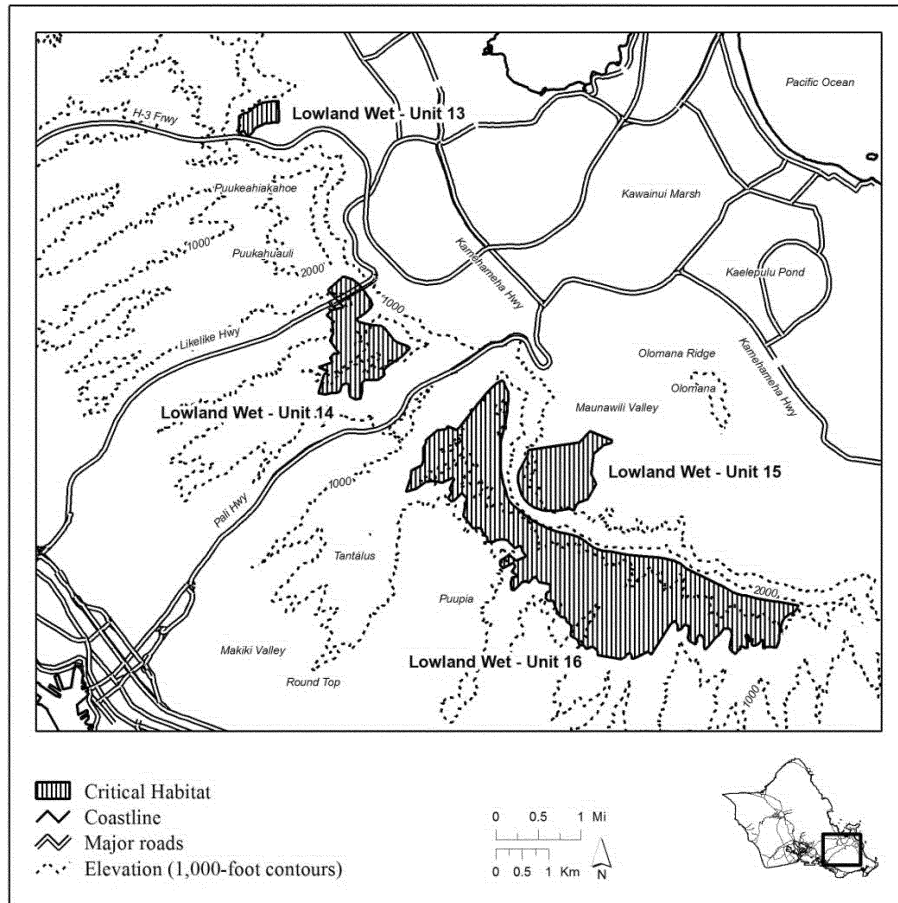 Pacific Ocean
H-3 Frwy
Lowland Wet - Unit 13
Puukeahiakahoe
Kawainui Marsh
1000
Puukahuauli
Kamehameha Hwy
2000
Kaelepulu Pond
1000
Likelike Hwy
Olomana Ridge
Kamehameha Hwy
Olomana
Lowland Wet - Unit 14
Maunawili Valley
Lowland Wet - Unit 15
1000
Pali Hwy
Tantalus
2000
Puupia
Makiki Valley
Lowland Wet - Unit 16
Round Top
1000
Critical Habitat
Coastline
Major roads
Elevation (1,000-foot contours)
0 0.5 1 Mi
0 0.5 1 Km
N